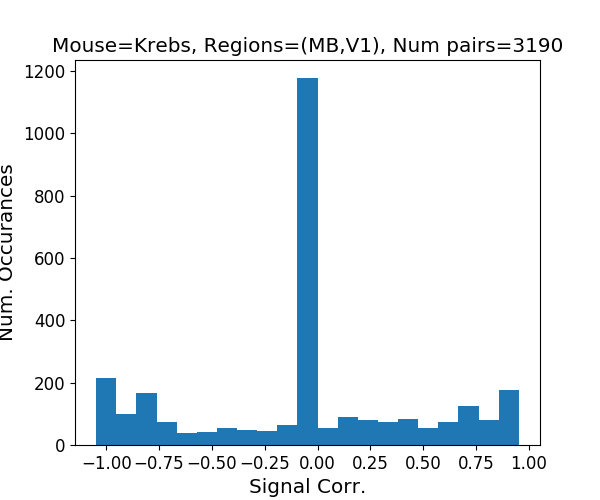 Mouse=Krebs, Regions=(MB,V1), Num pairs=3190
1200
1000
800
600
400
200
0
Num. Occurances
−1.00 −0.75 −0.50 −0.25 0.00 0.25 0.50 0.75 1.00
Signal Corr.